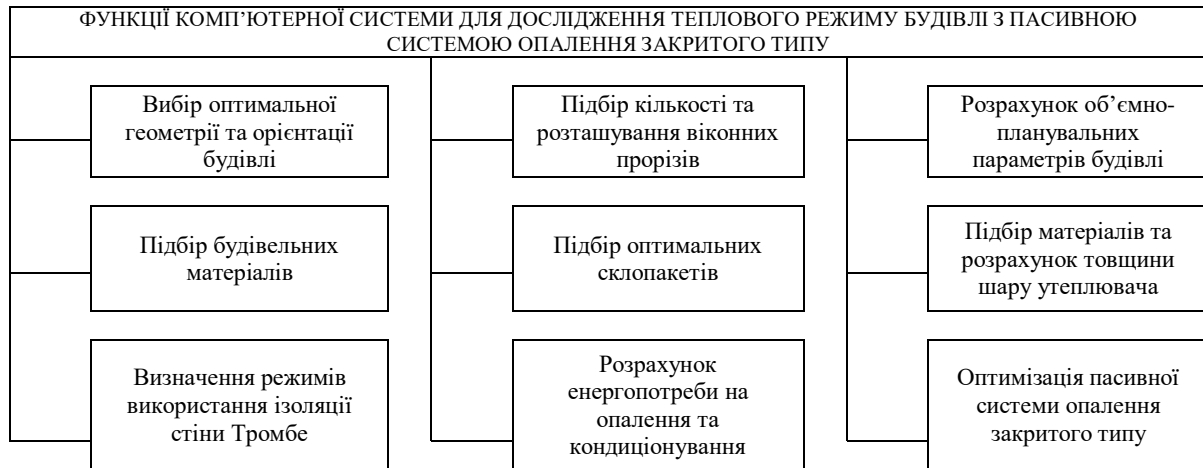 ФУНКЦІЇ КОМП’ЮТЕРНОЇ СИСТЕМИ ДЛЯ ДОСЛІДЖЕННЯ ТЕПЛОВОГО РЕЖИМУ БУДІВЛІ З ПАСИВНОЮ
СИСТЕМОЮ ОПАЛЕННЯ ЗАКРИТОГО ТИПУ
Вибір оптимальної
геометрії та орієнтації
будівлі
Підбір кількості та
розташування віконних
прорізів
Розрахунок об’ємно-
планувальних
параметрів будівлі
Підбір будівельних
матеріалів
Підбір оптимальних
склопакетів
Підбір матеріалів та
розрахунок товщини
шару утеплювача
Визначення режимів
використання ізоляції
стіни Тромбе
Розрахунок
енергопотреби на
опалення та
кондиціонування
Оптимізація пасивної
системи опалення
закритого типу